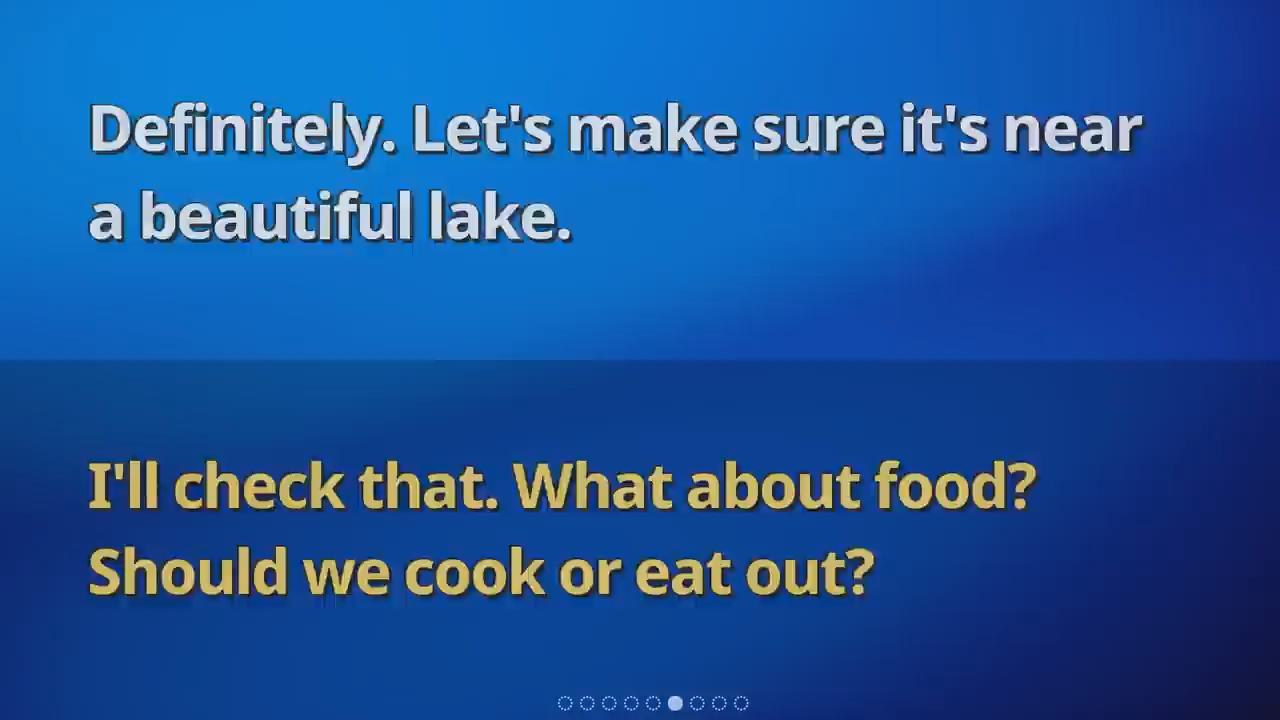 Definitely. Let's make sure it's near
a beautiful lake.
I'll check that. What about food?
Should we cook or eat out?